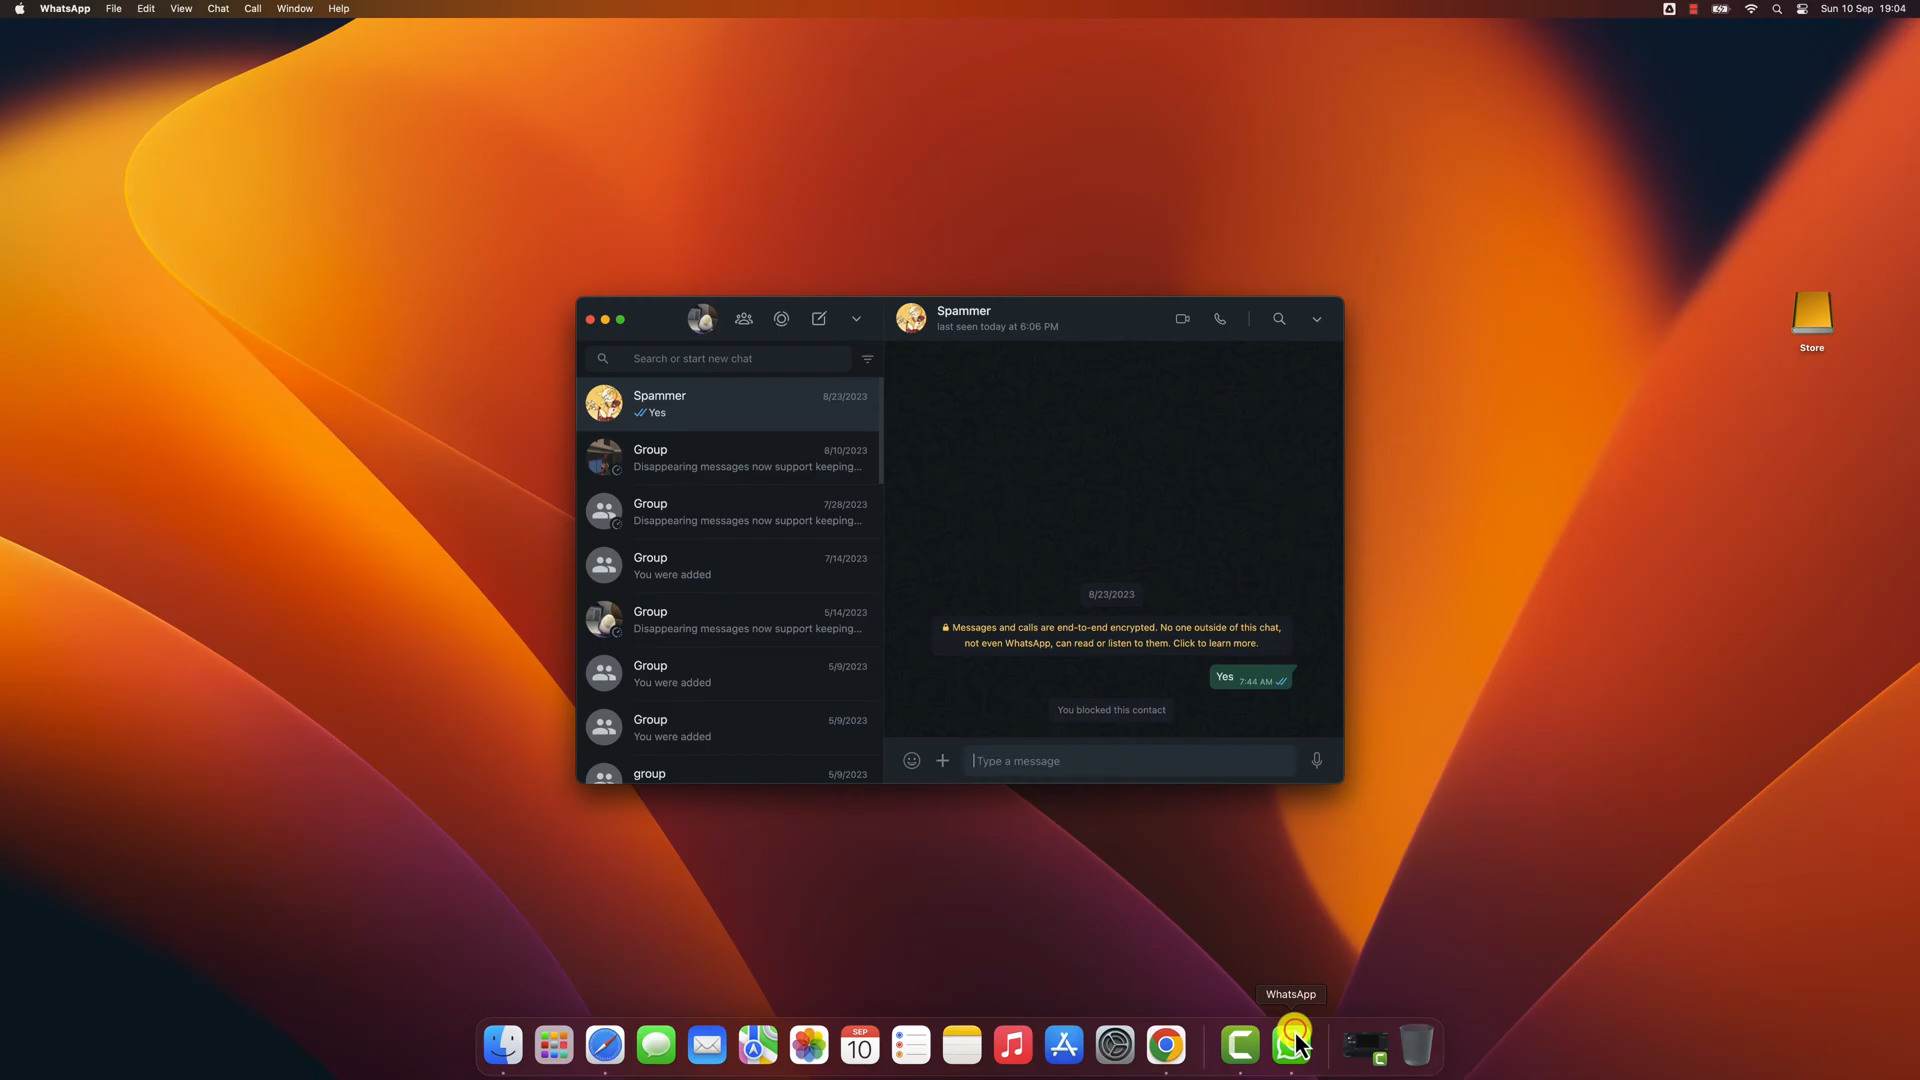 WhatsApp File Edit View Chat Call Window Help
Sun 10 Sep 19:04
Store
Search or start new chat
Spammer 8/23/2023
Yes
Group 8/10/2023
Disappearing messages now support keeping...
Group 7/28/2023
Disappearing messages now support keeping...
Group 7/14/2023
You were added
Group 5/14/2023
Disappearing messages now support keeping...
Group 5/9/2023
You were added
Group 5/9/2023
You were added
group 5/9/2023
Spammer
last seen today at 6:06 PM
8/23/2023
Messages and calls are end-to-end encrypted. No one outside of this chat,
not even WhatsApp, can read or listen to them. Click to learn more.
Yes 7:44 AM
You blocked this contact
Type a message
WhatsApp
SEP
10